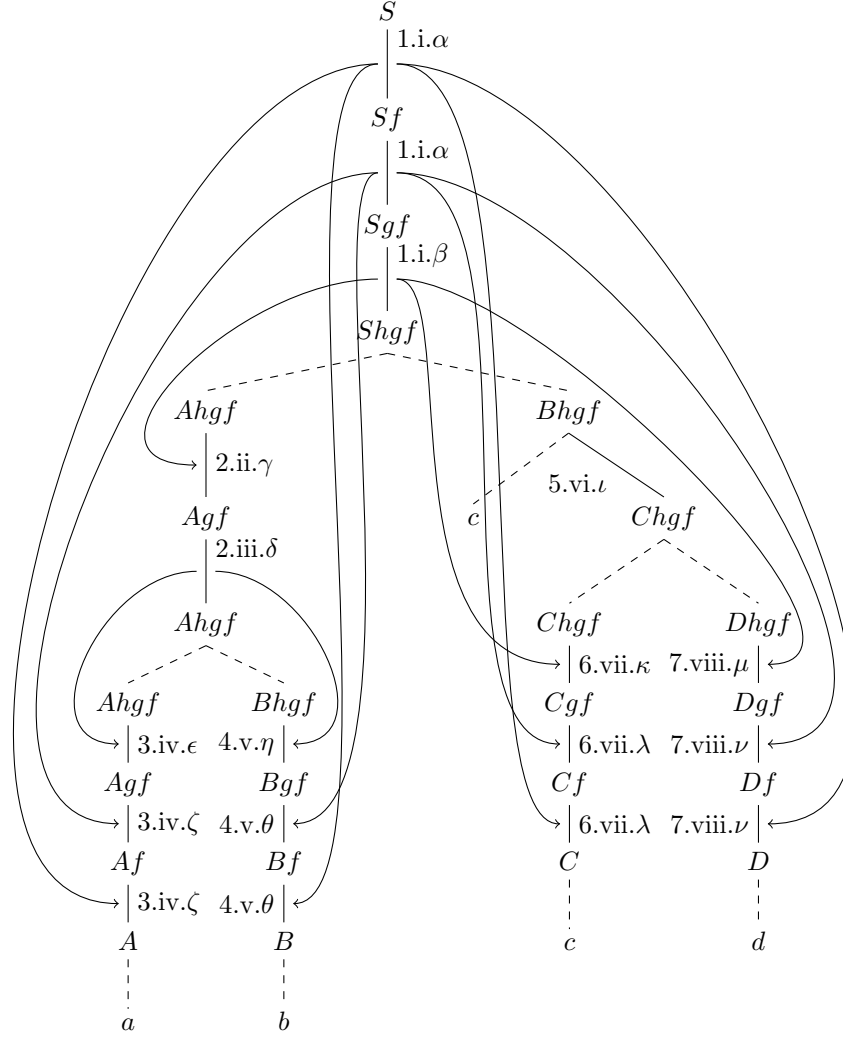 S
1.i.α
Sf
1.i.α
Sgf
1.i.β
Shgf
Ahgf Bhgf
2.ii.γ
5.vi.ι
Agf c Chgf
2.iii.δ
Ahgf Chgf Dhgf
6.vii.κ 7.viii.μ
Ahgf Bhgf Cgf Dgf
3.iv.ϵ 4.v.η 6.vii.λ 7.viii.ν
Agf Bgf Cf Df
3.iv.ζ 4.v.θ 6.vii.λ 7.viii.ν
Af Bf C D
3.iv.ζ 4.v.θ
A B c d
a b